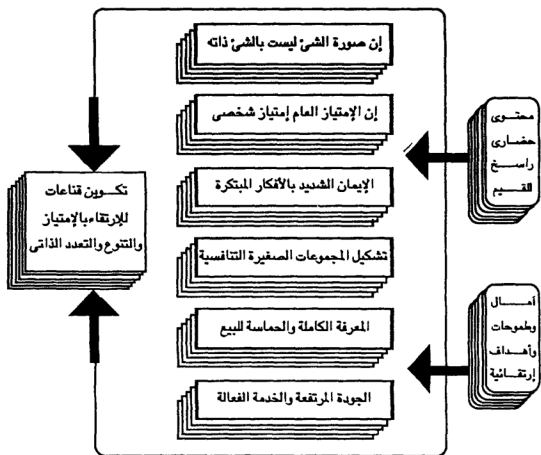 إن صورة الشئ ليست بالشئ ذاته
إن الإمتياز العام إمتياز شخصى
الإيمان الشديد بالأفكار المبتكرة
تشكيل المجموعات الصغيرة التنافسية
المعرفة الكاملة والحماسة للبيع
الجودة المرتفعة والخدمة الفعالة
محتوى
حضارى
راسخ
للقيم
أمال
وطموحات
وأهداف
إرتقائية
تكوين قناعات
للإرتقاء بالإمتياز
والتنوع والتعدد الذاتى